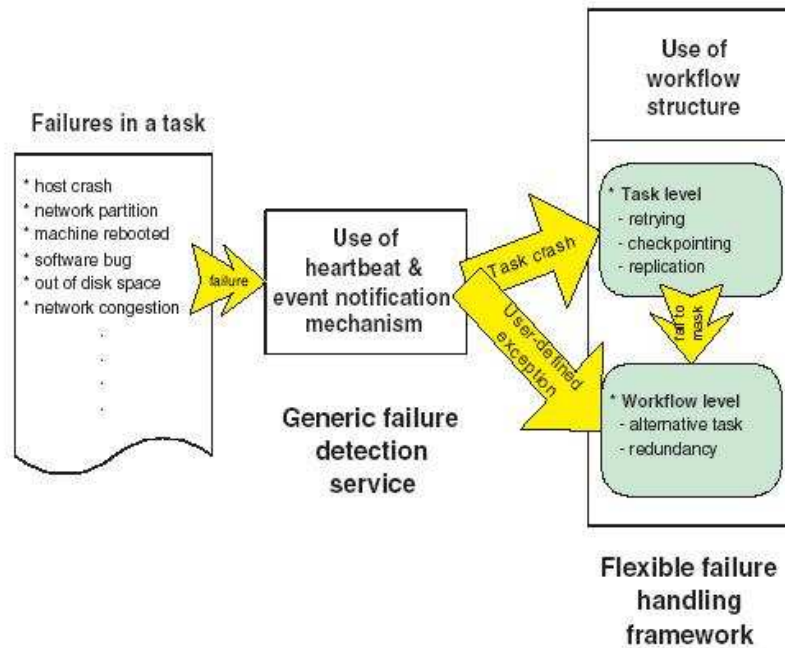 Failures in a task
* host crash
* network partition
* machine rebooted
* software bug
* out of disk space
* network congestion
.
.
.
.
failure
Use of
heartbeat &
event notification
mechanism
Generic failure
detection
service
Task crash
User-defined
exception
Use of
workflow
structure
* Task level
- retrying
- checkpointing
- replication
fail to
mask
* Workflow level
- alternative task
- redundancy
Flexible failure
handling
framework